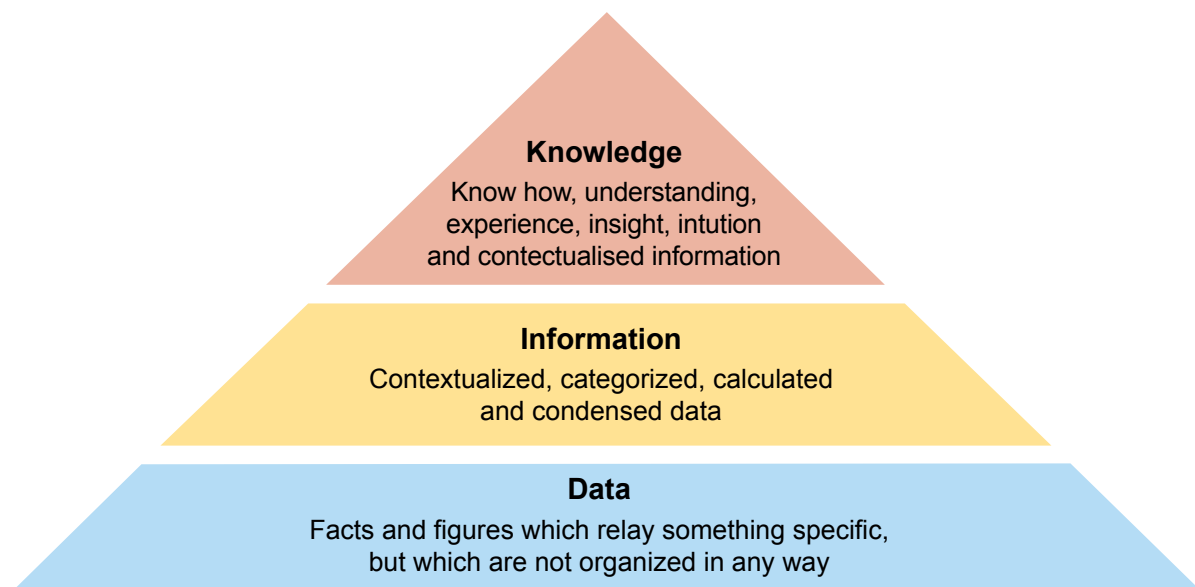 Knowledge
Know how, understanding,
experience, insight, intution
and contectualised information
Information
Contextualized, categorized, calculated
and condensed data
Data
Facts and figures which relay something specific,
but which are not organized in any way